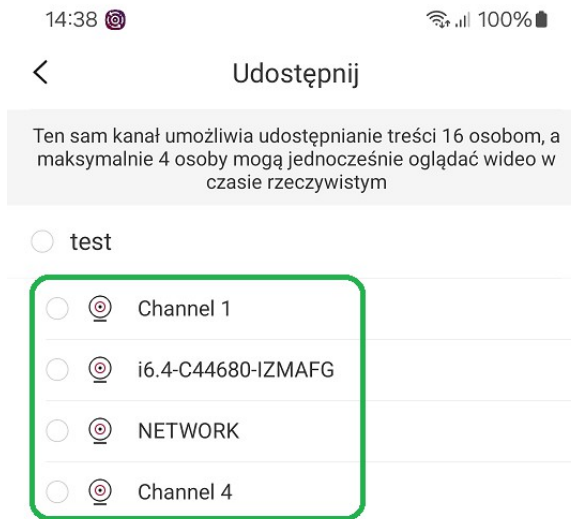 14:38 100%
Udostępnij
Ten sam kanał umożliwia udostępnianie treści 16 osobom, a
maksymalnie 4 osoby mogą jednocześnie oglądać wideo w
czasie rzeczywistym
test
Channel 1
i6.4-C44680-IZMAFG
NETWORK
Channel 4